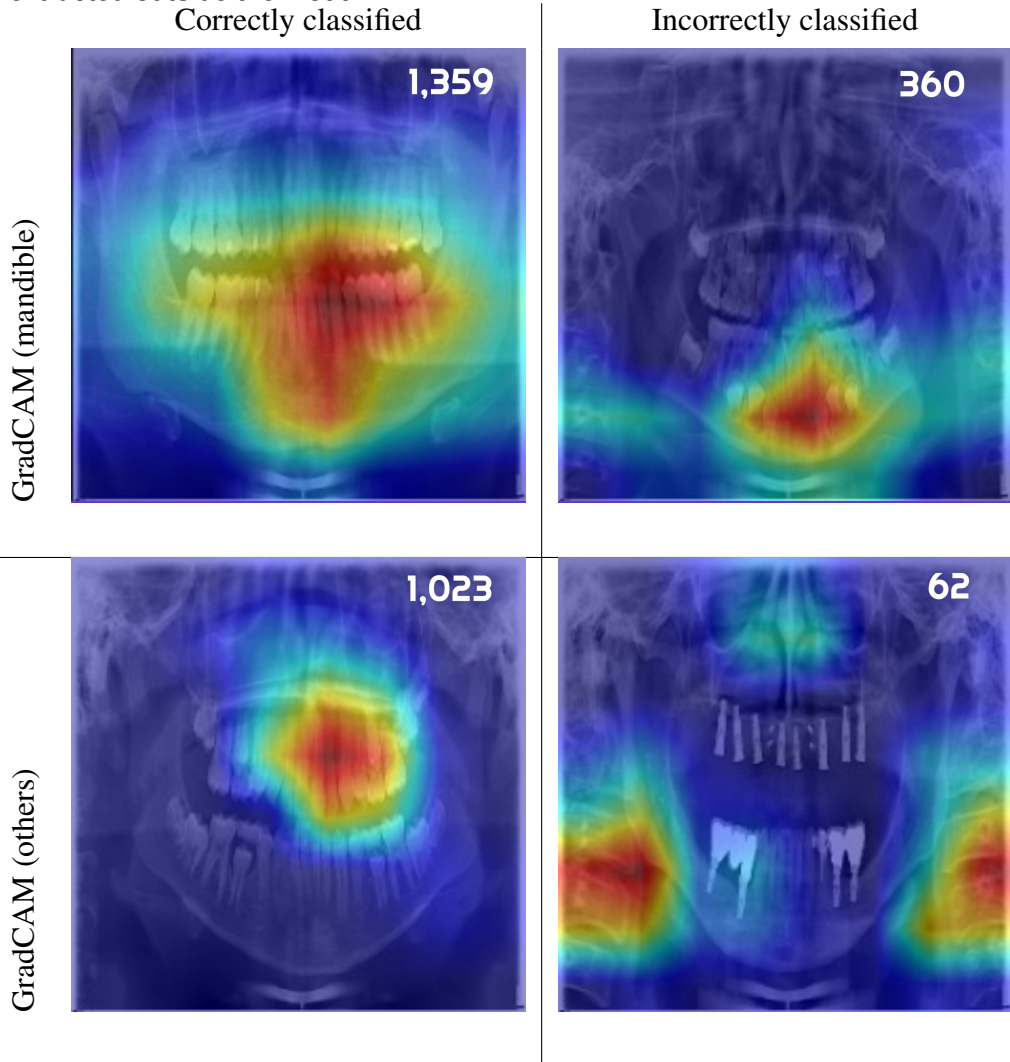 Correctly classified
Incorrectly classified
GradCAM (mandible)
1,359
360
GradCAM (others)
1,023
62